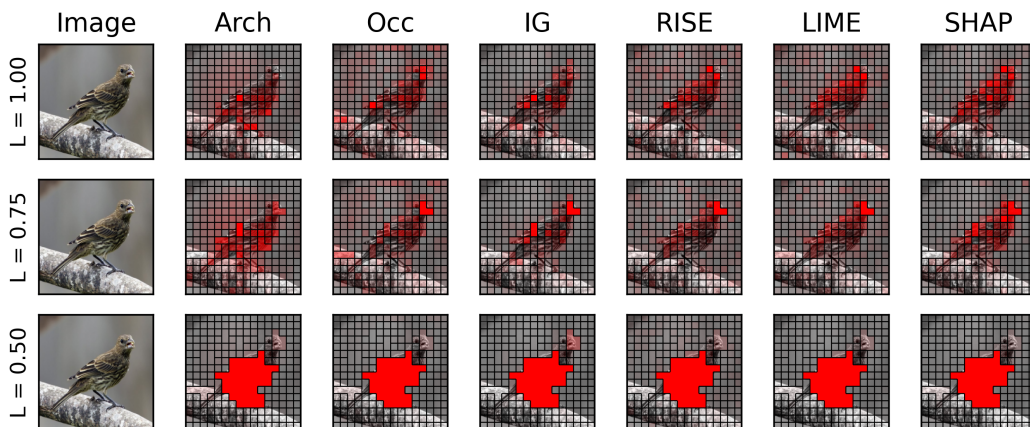 Image Arch Occ IG RISE LIME SHAP
L = 1.00
L = 0.75
L = 0.50